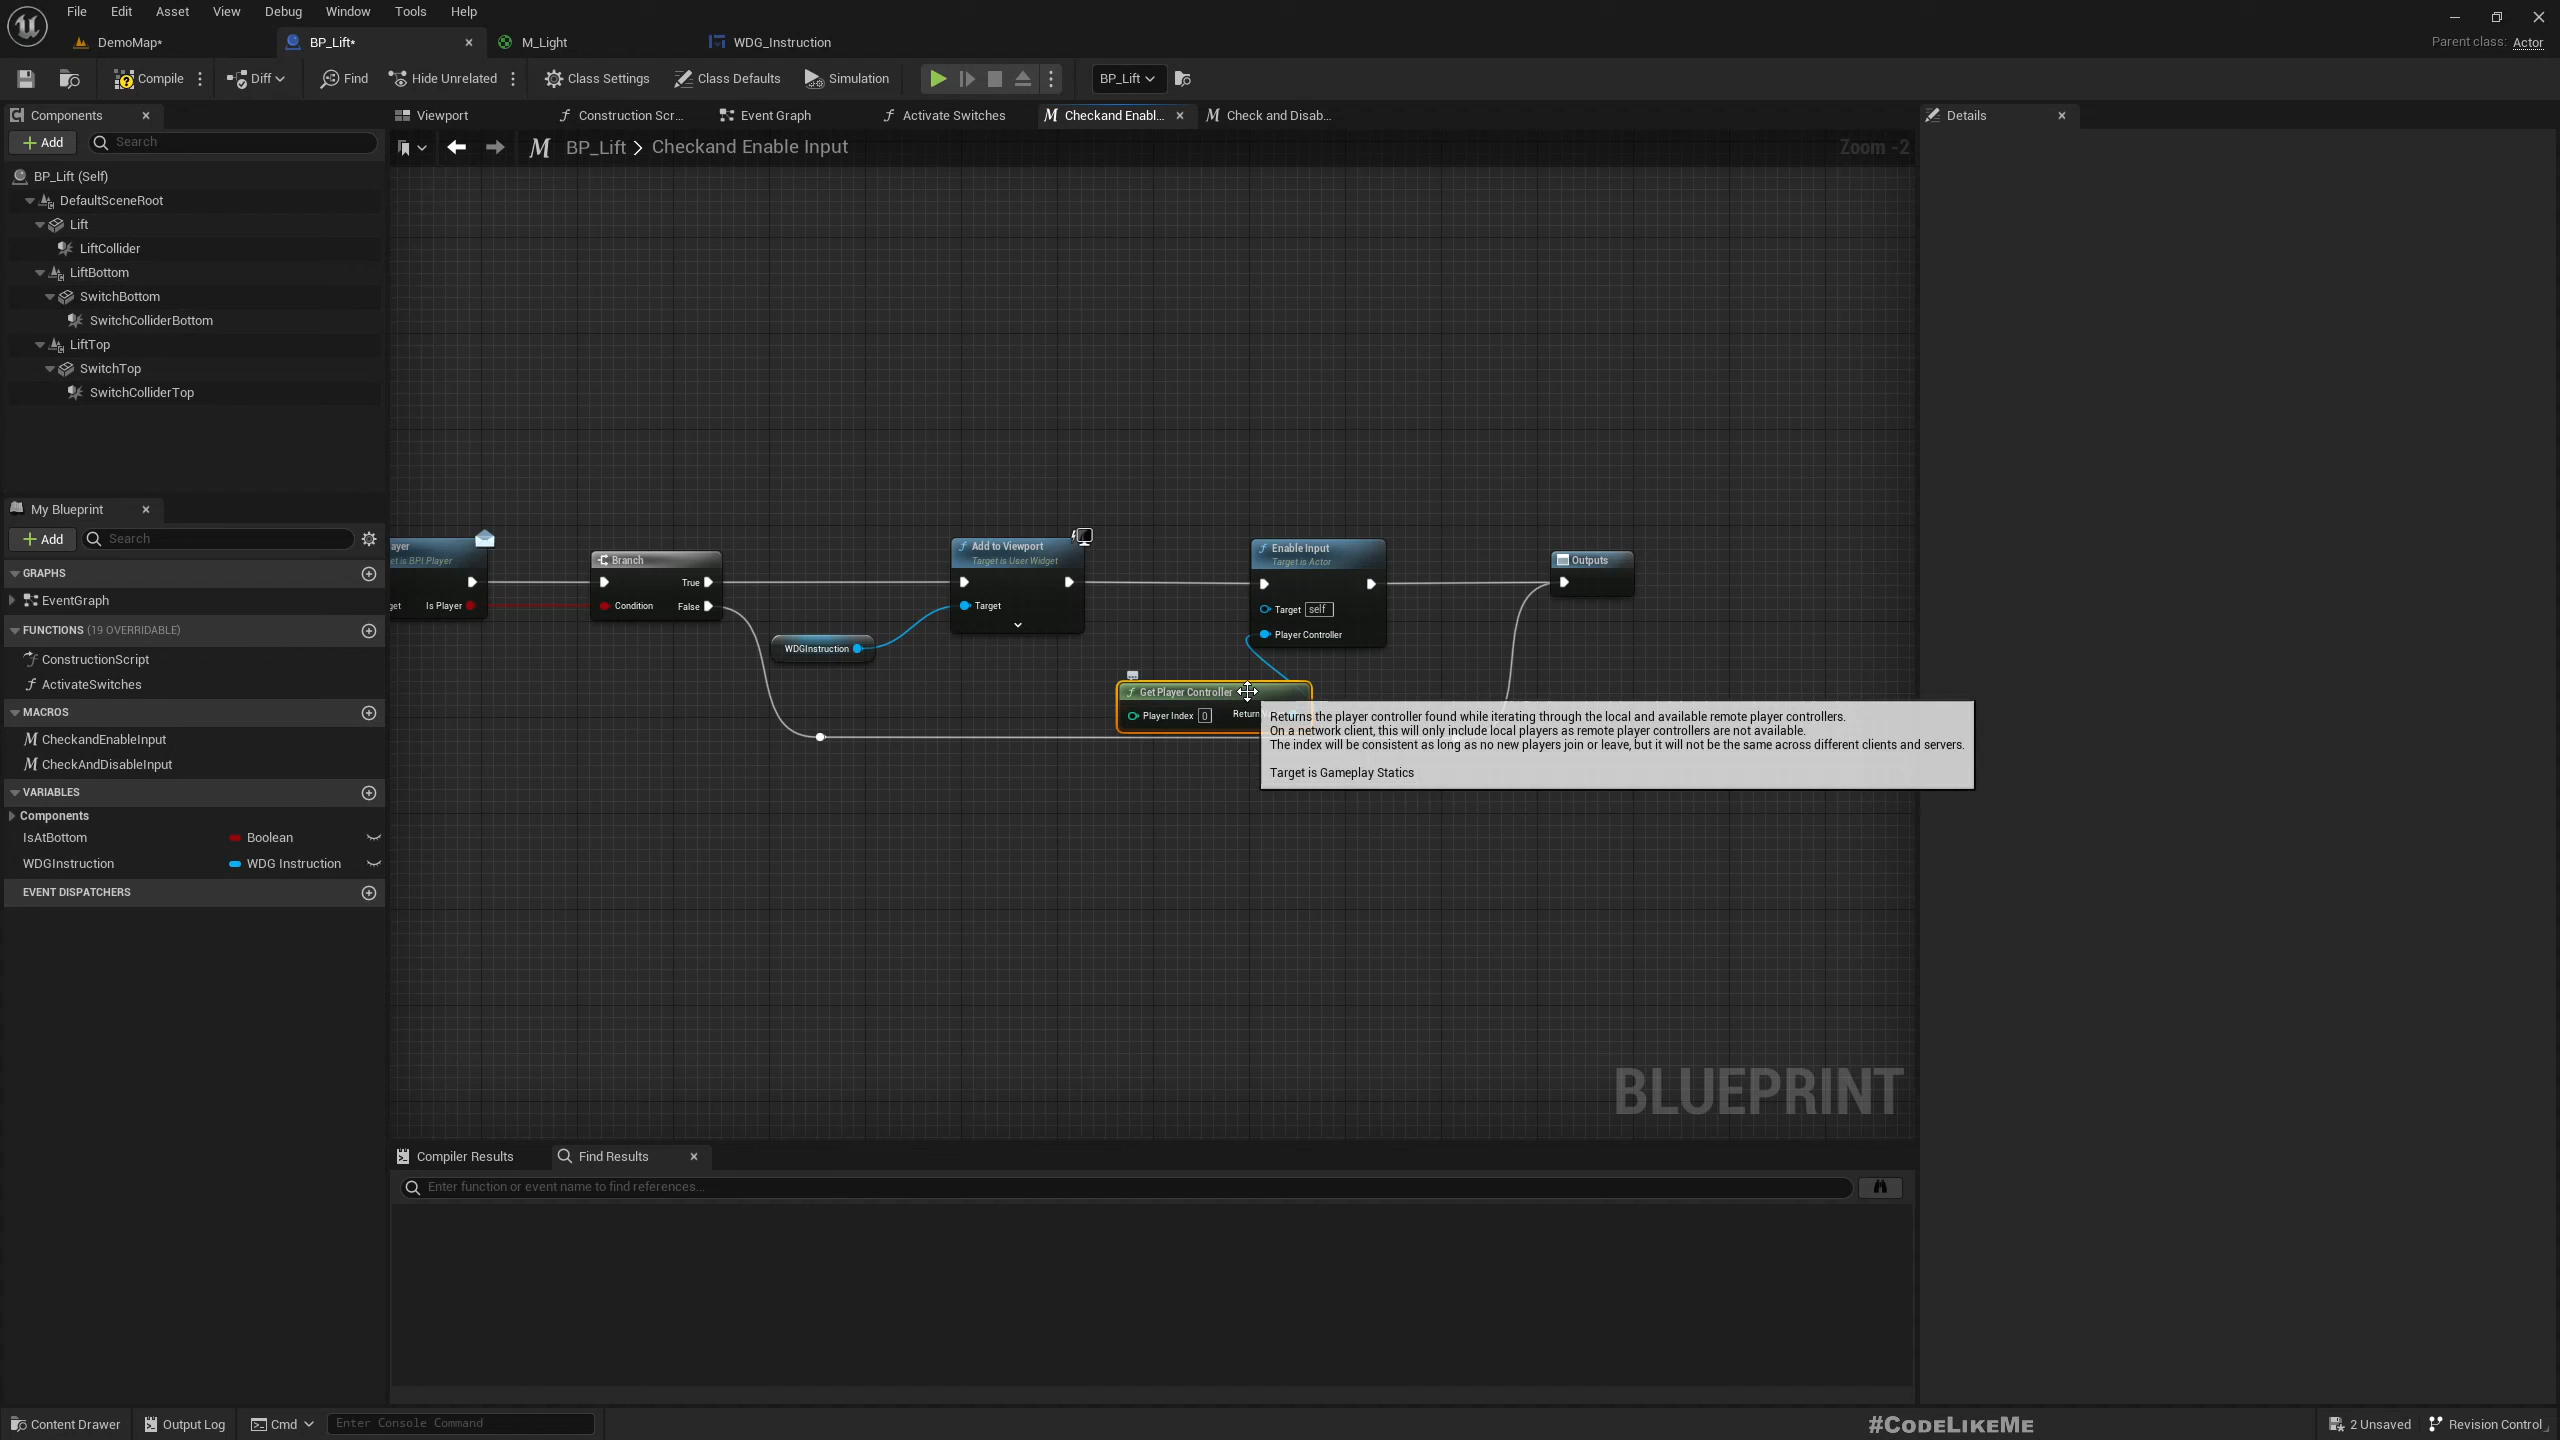 File Edit Asset View Debug Window Tools Help
DemoMap* BP_Lift* M_Light WDG_Instruction Parent class: Actor
Compile Diff Find Hide Unrelated Class Settings Class Defaults Simulation BP_Lift
Components
Viewport Construction Scr... Event Graph Activate Switches Checkand Enabl... Check and Disab...
Details
Add Search
BP_Lift > Checkand Enable Input Zoom -2
BP_Lift (Self)
DefaultSceneRoot
Lift
LiftCollider
LiftBottom
SwitchBottom
SwitchColliderBottom
LiftTop
SwitchTop
SwitchColliderTop
My Blueprint
Add Search
GRAPHS
EventGraph
FUNCTIONS (19 OVERRIDABLE)
ConstructionScript
ActivateSwitches
MACROS
CheckandEnableInput
CheckAndDisableInput
VARIABLES
Components
IsAtBottom Boolean
WDGInstruction WDG Instruction
EVENT DISPATCHERS
ayer
et is BPI Player
get Is Player
Branch
True
Condition False
WDGInstruction
Add to Viewport
Target is User Widget
Target
Enable Input
Target is Actor
Target self
Player Controller
Outputs
Get Player Controller
Player Index 0 Return
Returns the player controller found while iterating through the local and available remote player controllers.
On a network client, this will only include local players as remote player controllers are not available.
The index will be consistent as long as no new players join or leave, but it will not be the same across different clients and servers.
Target is Gameplay Statics
BLUEPRINT
Compiler Results Find Results
Enter function or event name to find references...
Content Drawer Output Log Cmd Enter Console Command #CodeLikeMe 2 Unsaved Revision Control